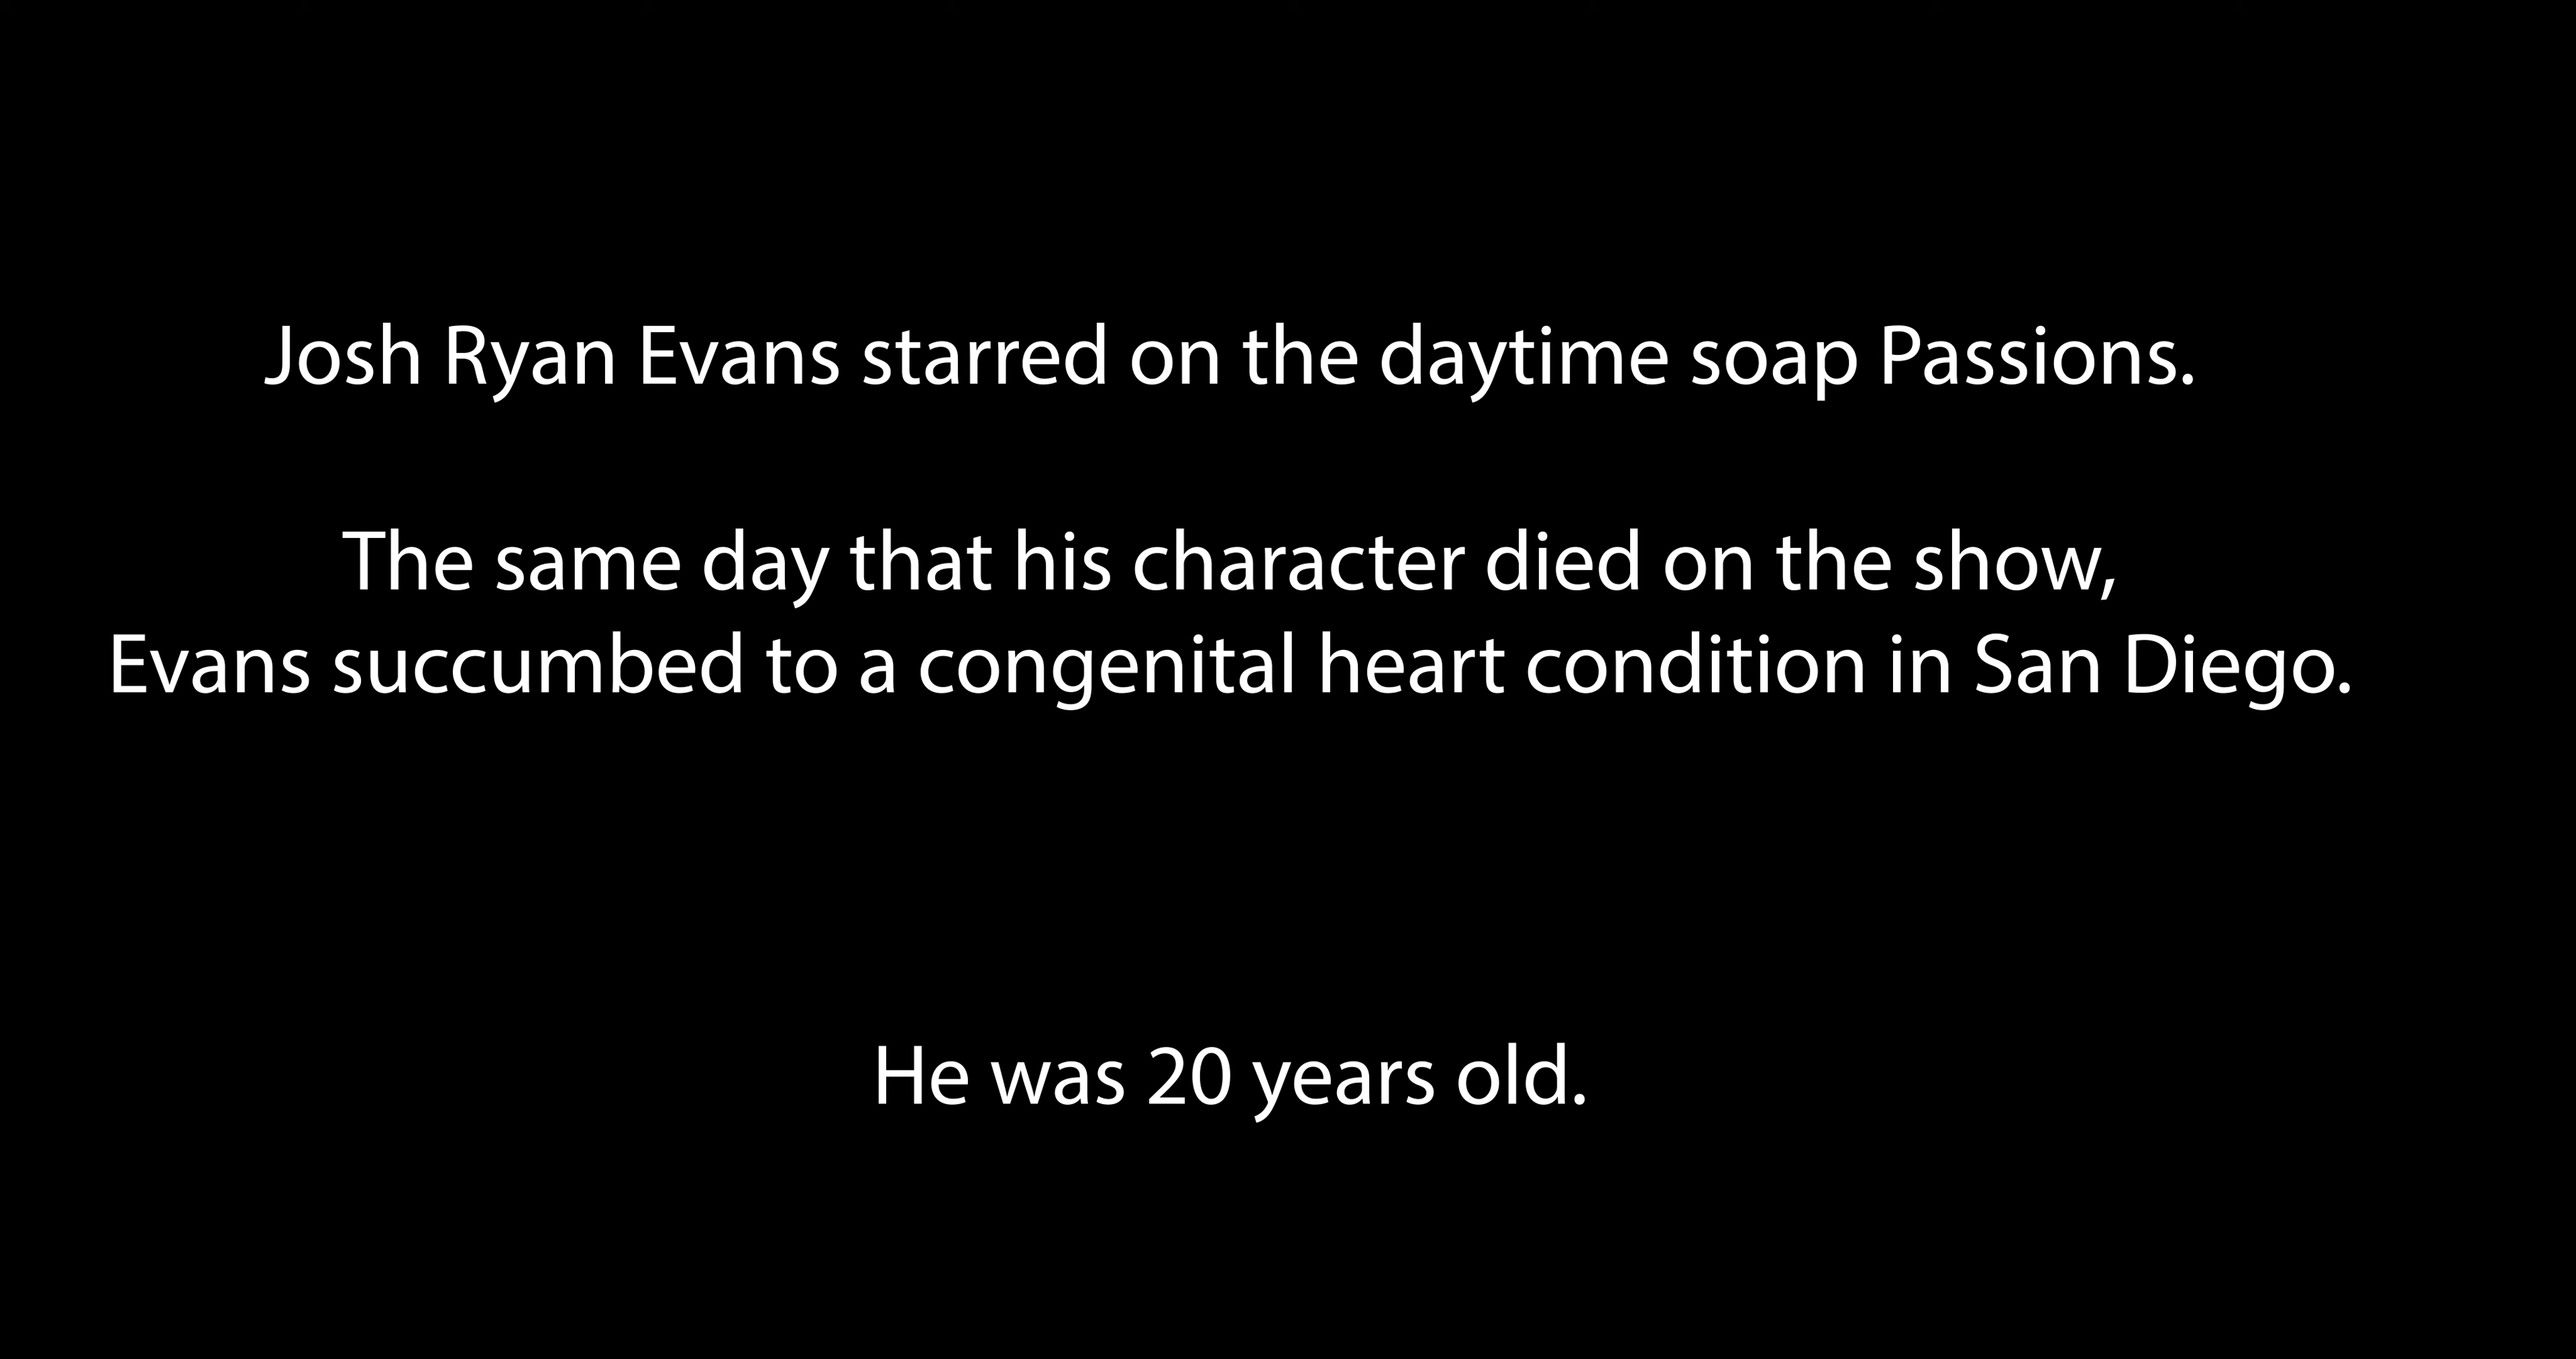 Josh Ryan Evans starred on the daytime soap Passions.
The same day that his character died on the show,
Evans succumbed to a congenital heart condition in San Diego.
He was 20 years old.